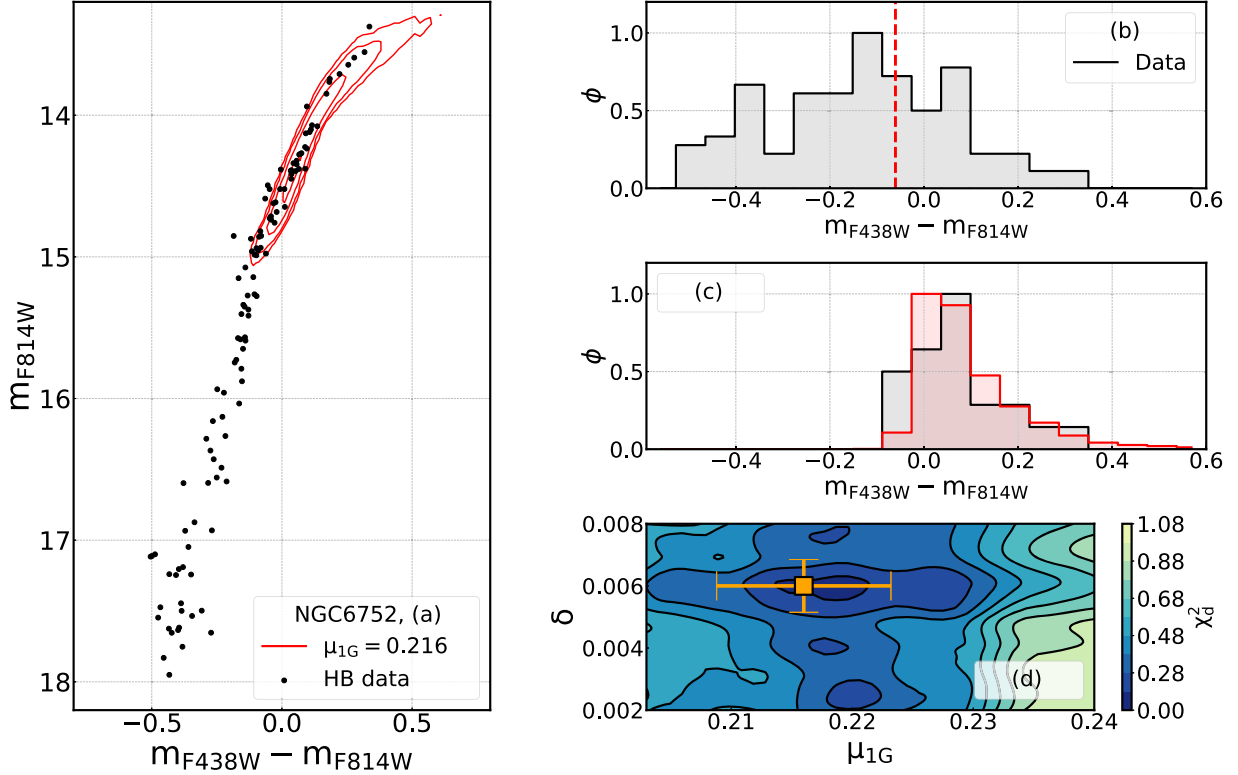 14
15
16
17
18
m_F814W
−0.5
0.0
0.5
m_F438W − m_F814W
NGC6752, (a)
μ_1G = 0.216
HB data
1.0
0.5
0.0
ϕ
(b)
Data
−0.4
−0.2
0.0
0.2
0.4
0.6
m_F438W − m_F814W
1.0
0.5
0.0
ϕ
(c)
−0.4
−0.2
0.0
0.2
0.4
0.6
m_F438W − m_F814W
0.008
0.006
0.004
0.002
δ
(d)
0.21
0.22
0.23
0.24
μ_1G
1.08
0.88
0.68
0.48
0.20
0.00
χ²_d